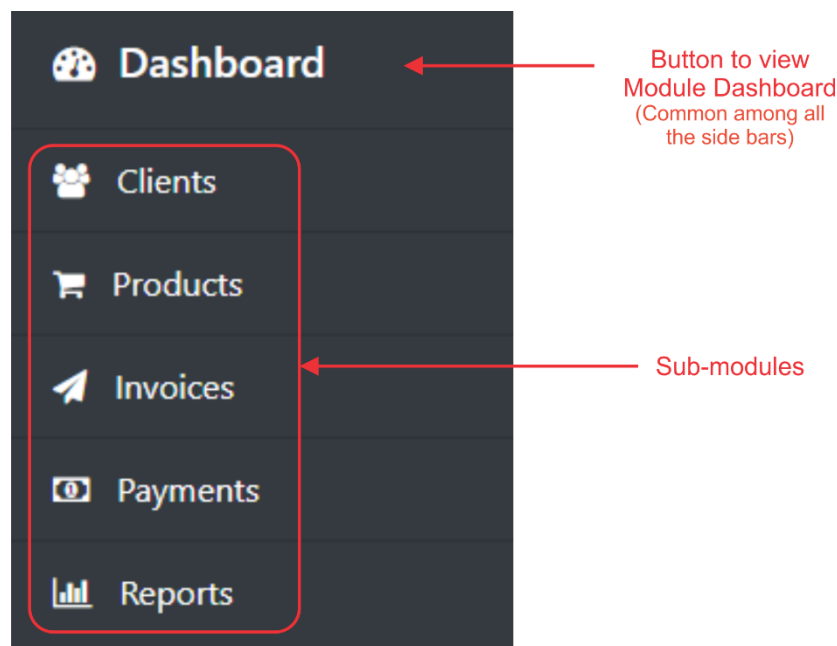 Dashboard
Button to view
Module Dashboard
(Common among all
the side bars)
Clients
Products
Invoices
Sub-modules
Payments
Reports